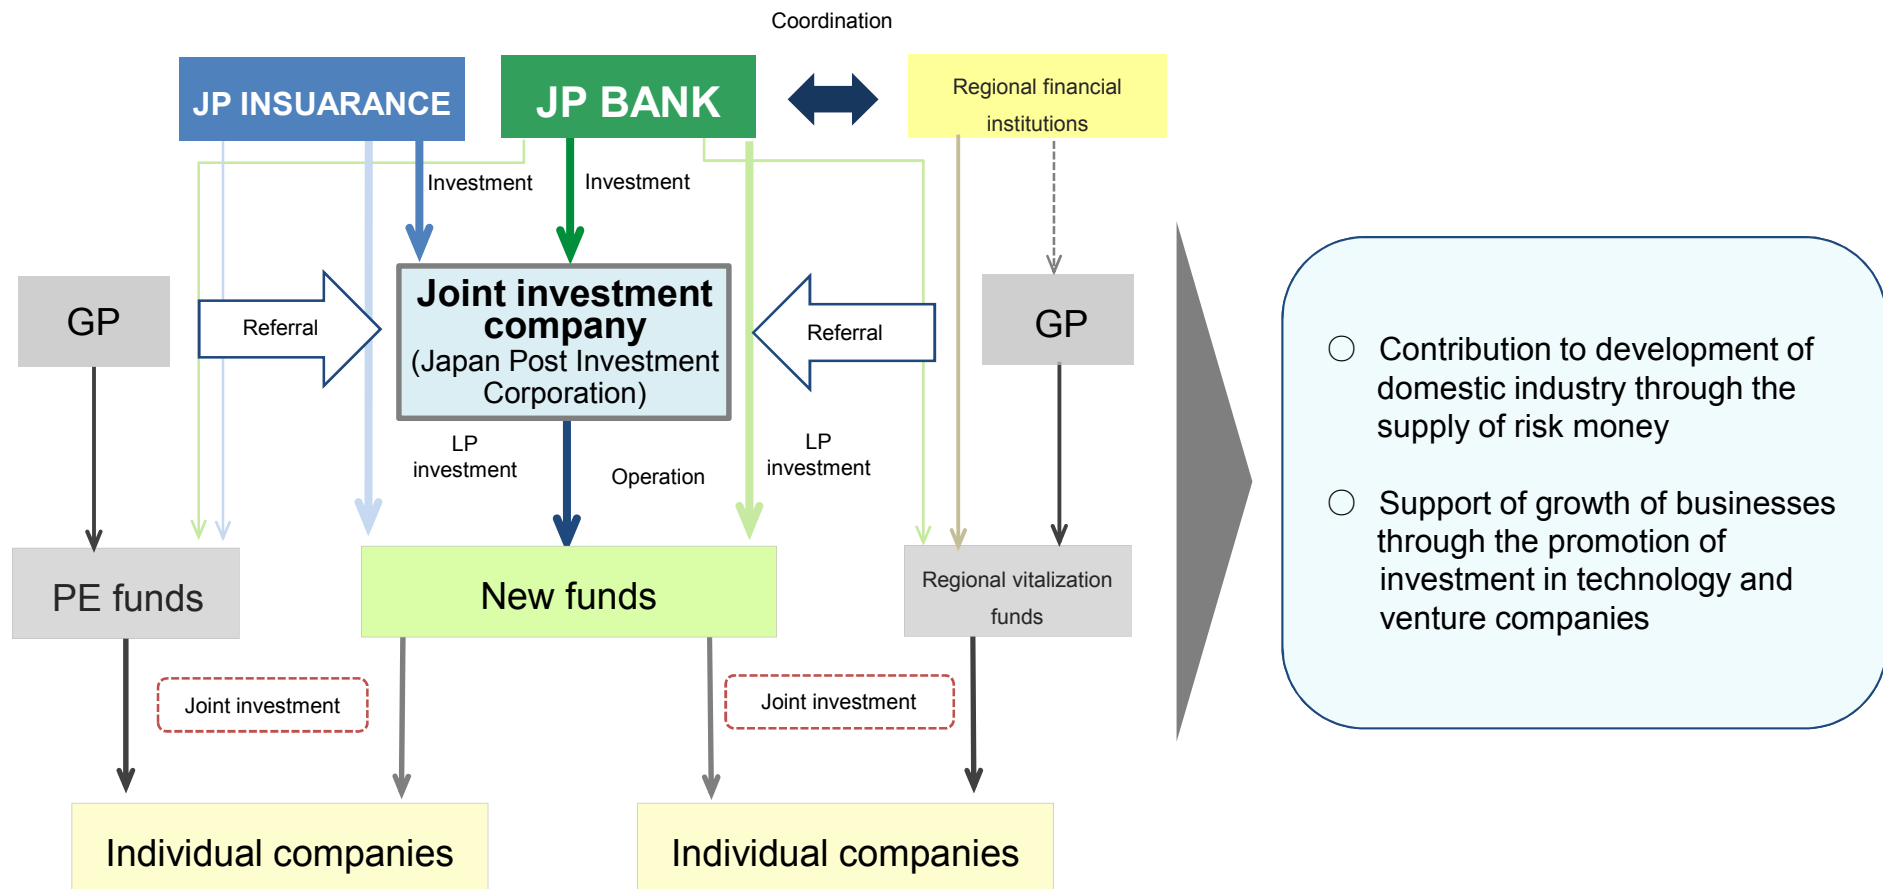 Coordination
JP INSUARANCE
JP BANK
Regional financial
institutions
Investment
Investment
GP
Referral
Joint investment
company
(Japan Post Investment
Corporation)
Referral
GP
LP
investment
Operation
LP
investment
PE funds
New funds
Regional vitalization
funds
Joint investment
Joint investment
Individual companies
Individual companies
○ Contribution to development of
domestic industry through the
supply of risk money
○ Support of growth of businesses
through the promotion of
investment in technology and
venture companies